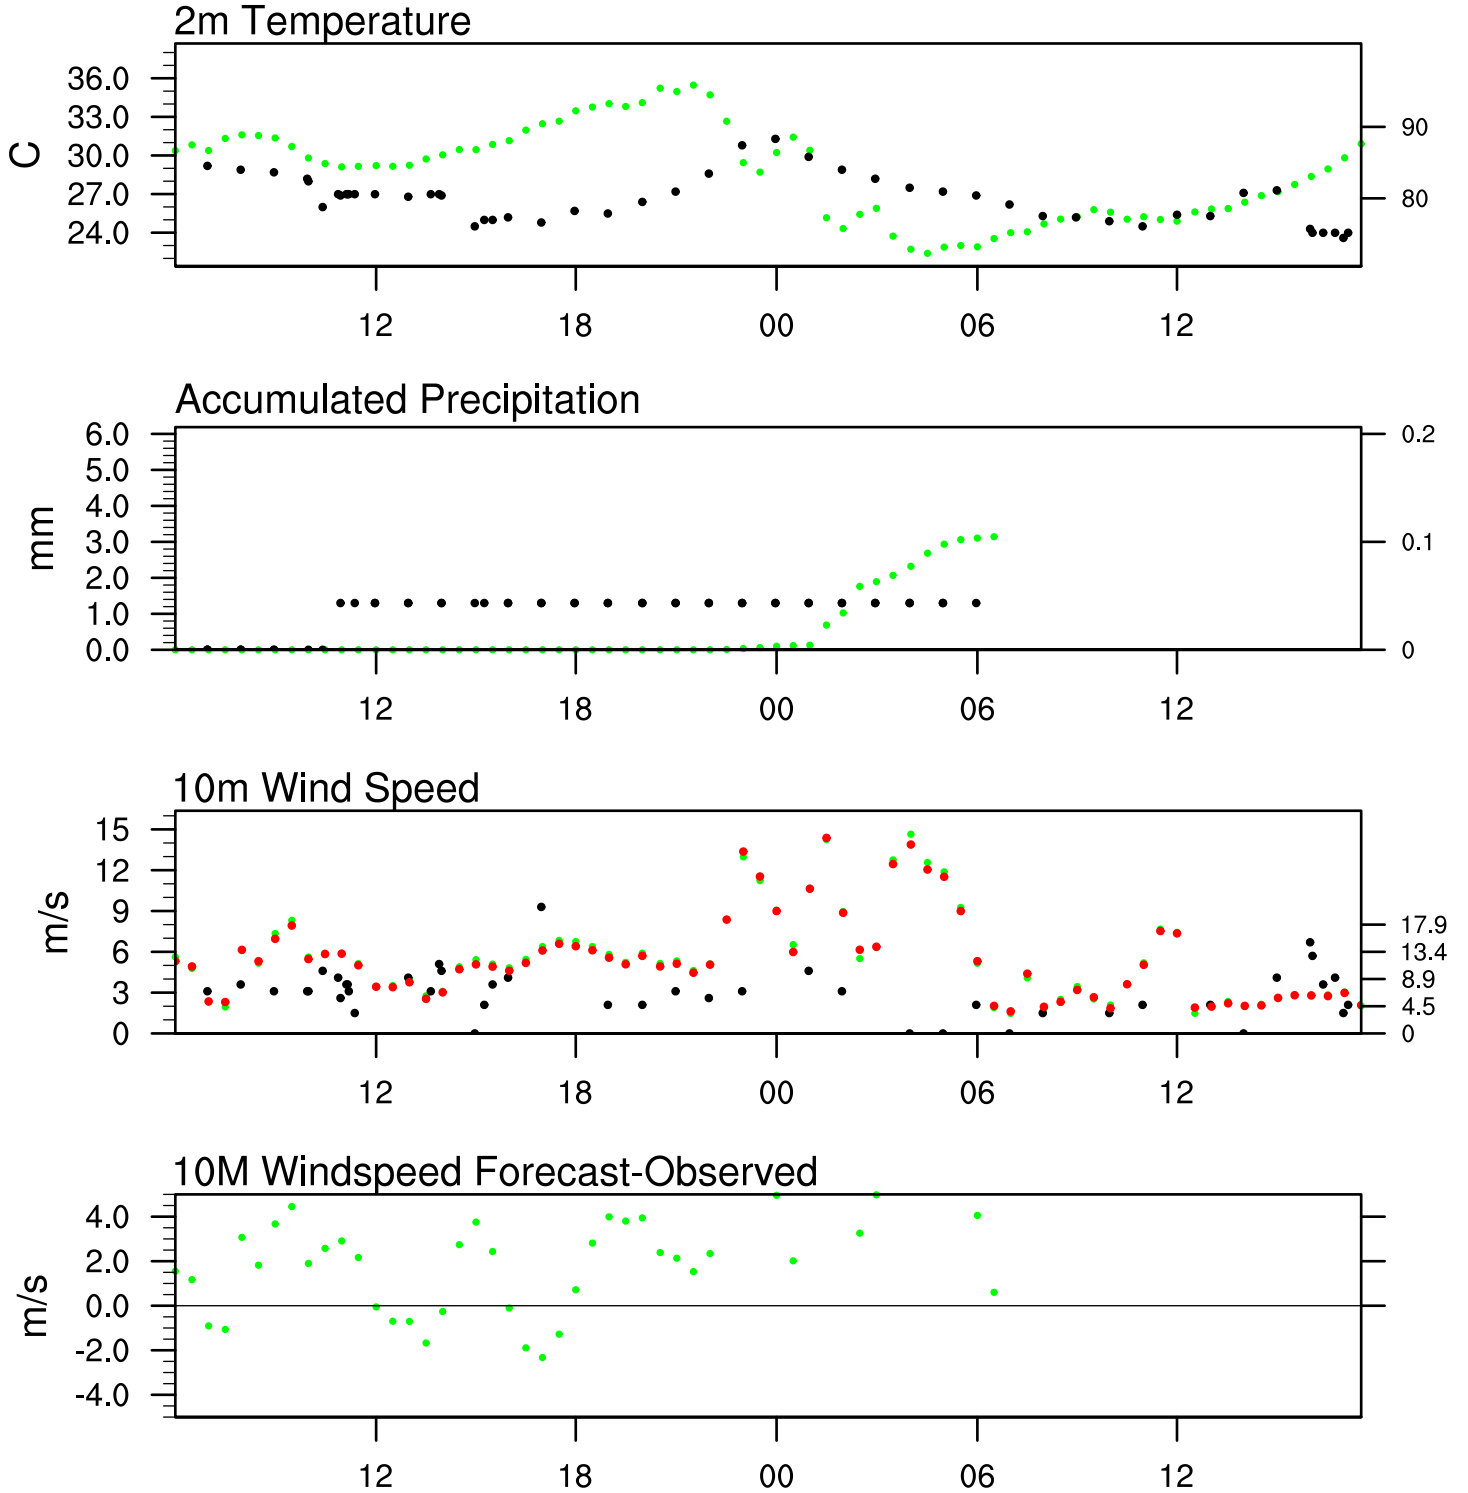 2m Temperature
36.0
33.0
30.0
27.0
24.0
C
90
80
12 18 00 06 12
Accumulated Precipitation
6.0
5.0
4.0
3.0
2.0
1.0
0.0
mm
0.2
0.1
0
12 18 00 06 12
10m Wind Speed
15
12
9
6
3
0
m/s
17.9
13.4
8.9
4.5
0
12 18 00 06 12
10M Windspeed Forecast-Observed
4.0
2.0
0.0
-2.0
-4.0
m/s
12 18 00 06 12